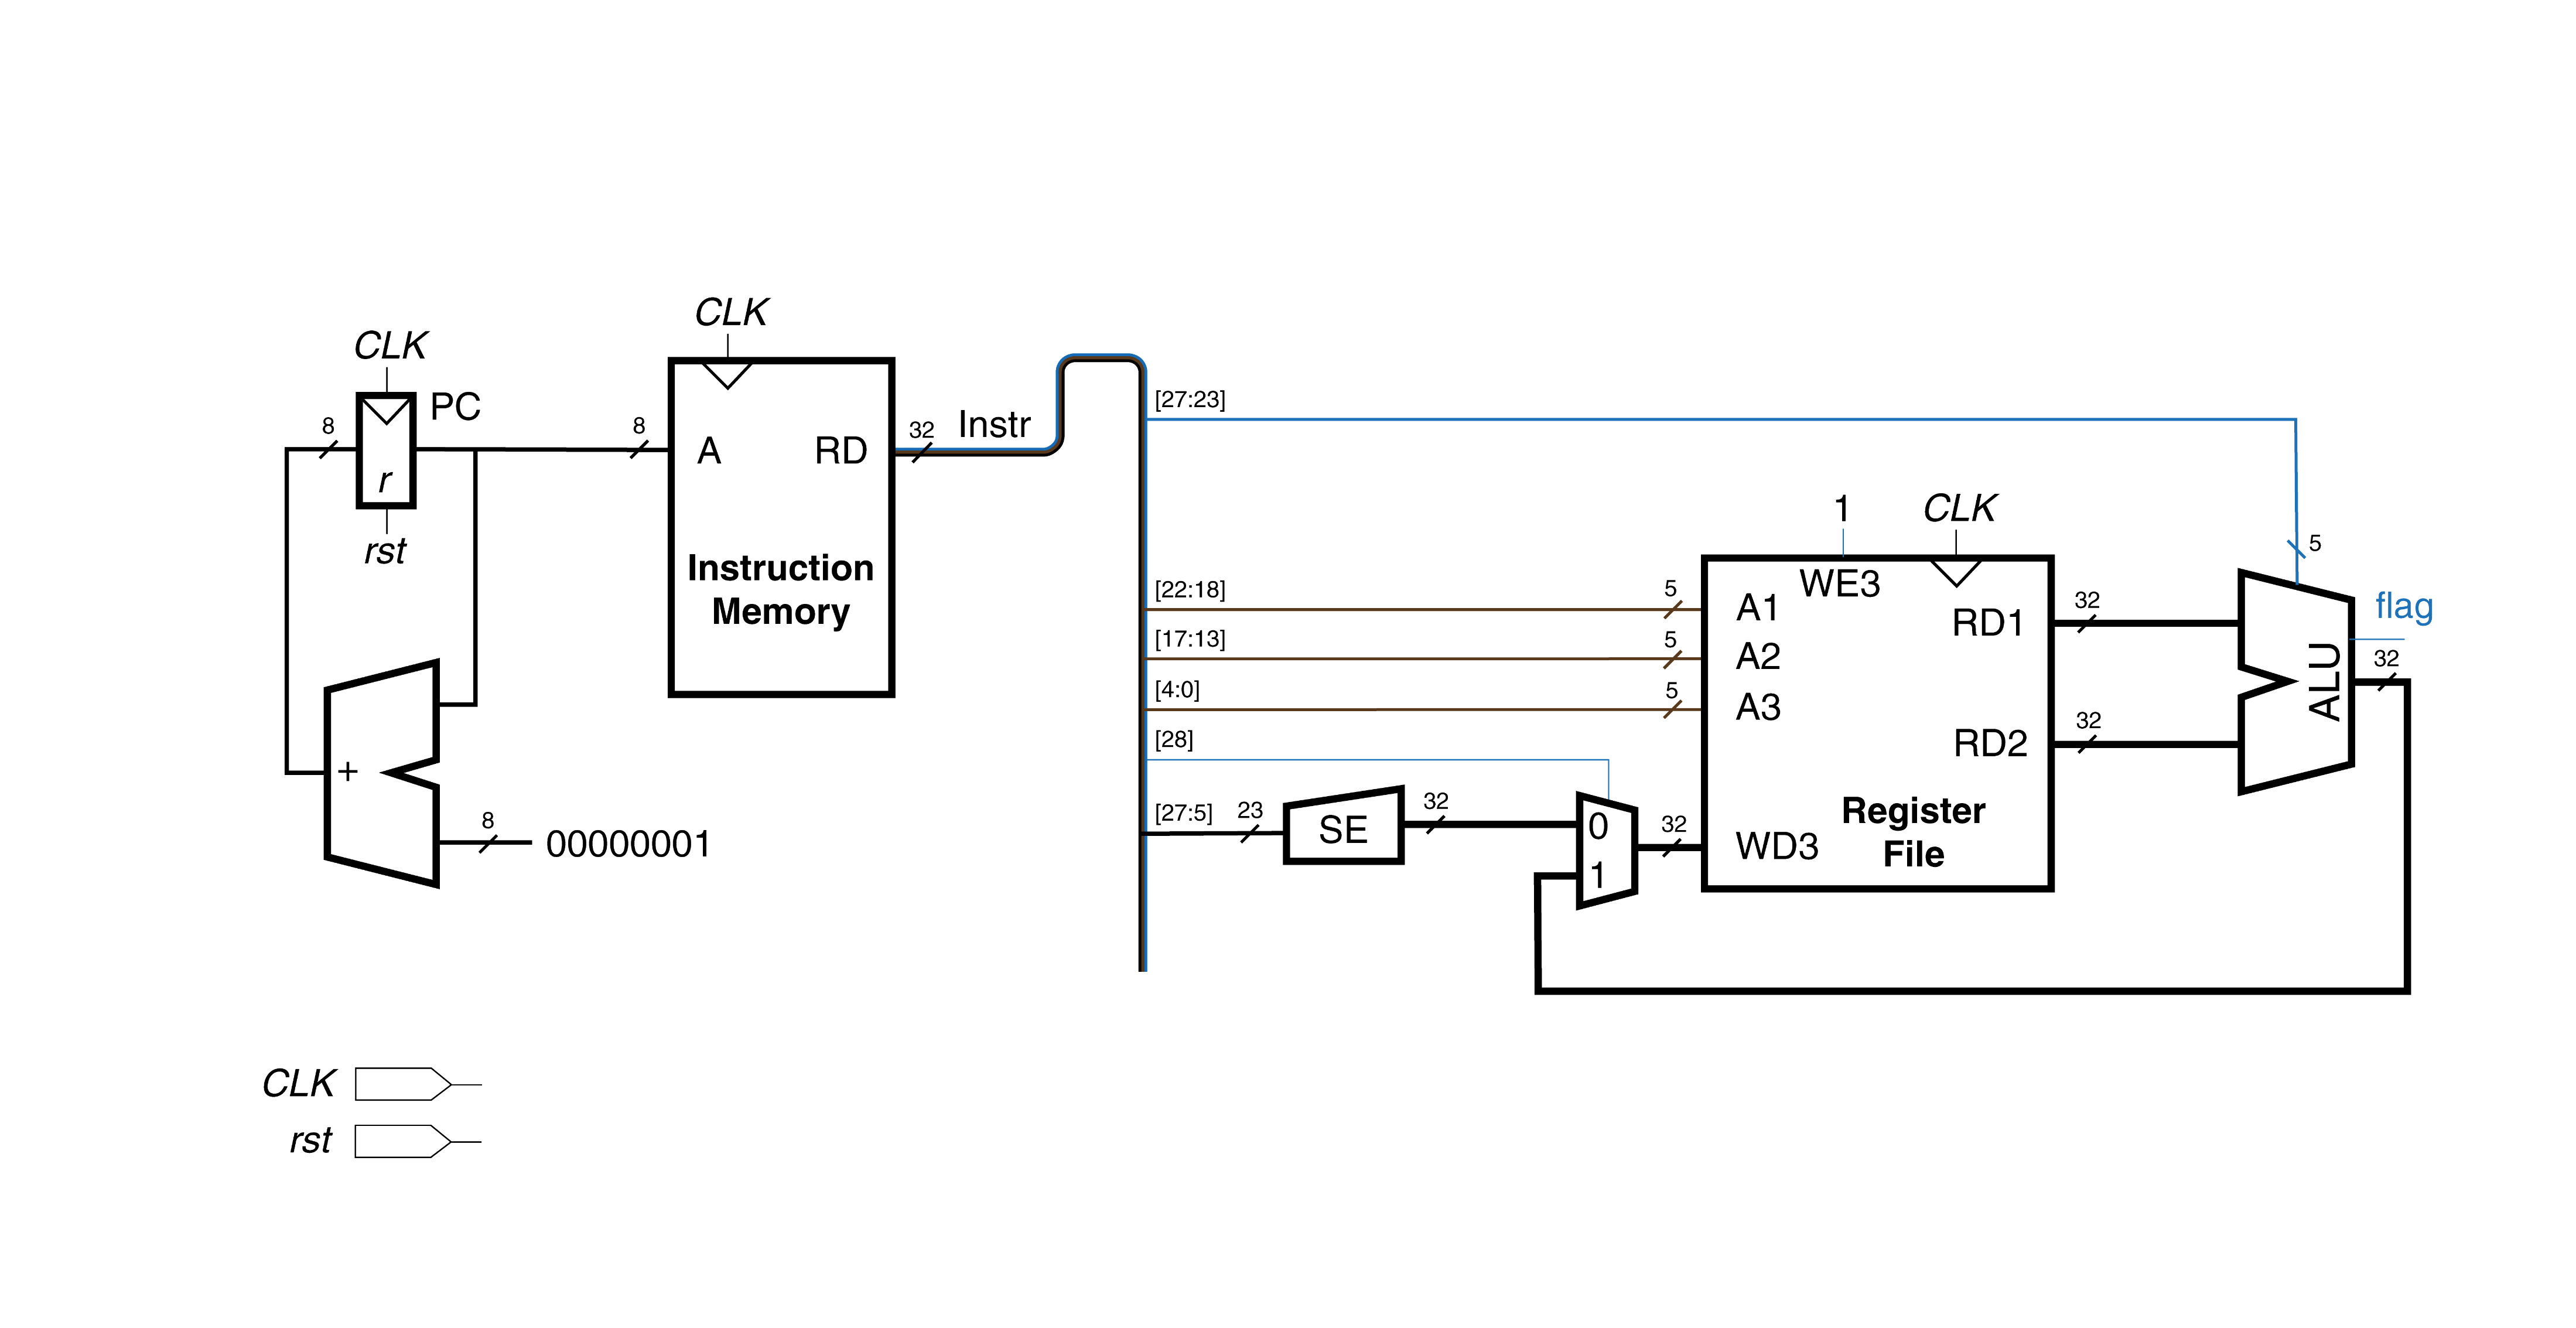 CLK
8
PC
r
rst
+
8
00000001
8
CLK
A
RD
Instruction
Memory
32
Instr
[27:23]
5
[22:18]
5
[17:13]
5
[4:0]
5
[28]
[27:5]
23
SE
32
0
1
32
1
CLK
WE3
A1
A2
A3
WD3
RD1
RD2
Register
File
32
32
ALU
flag
32
CLK
rst